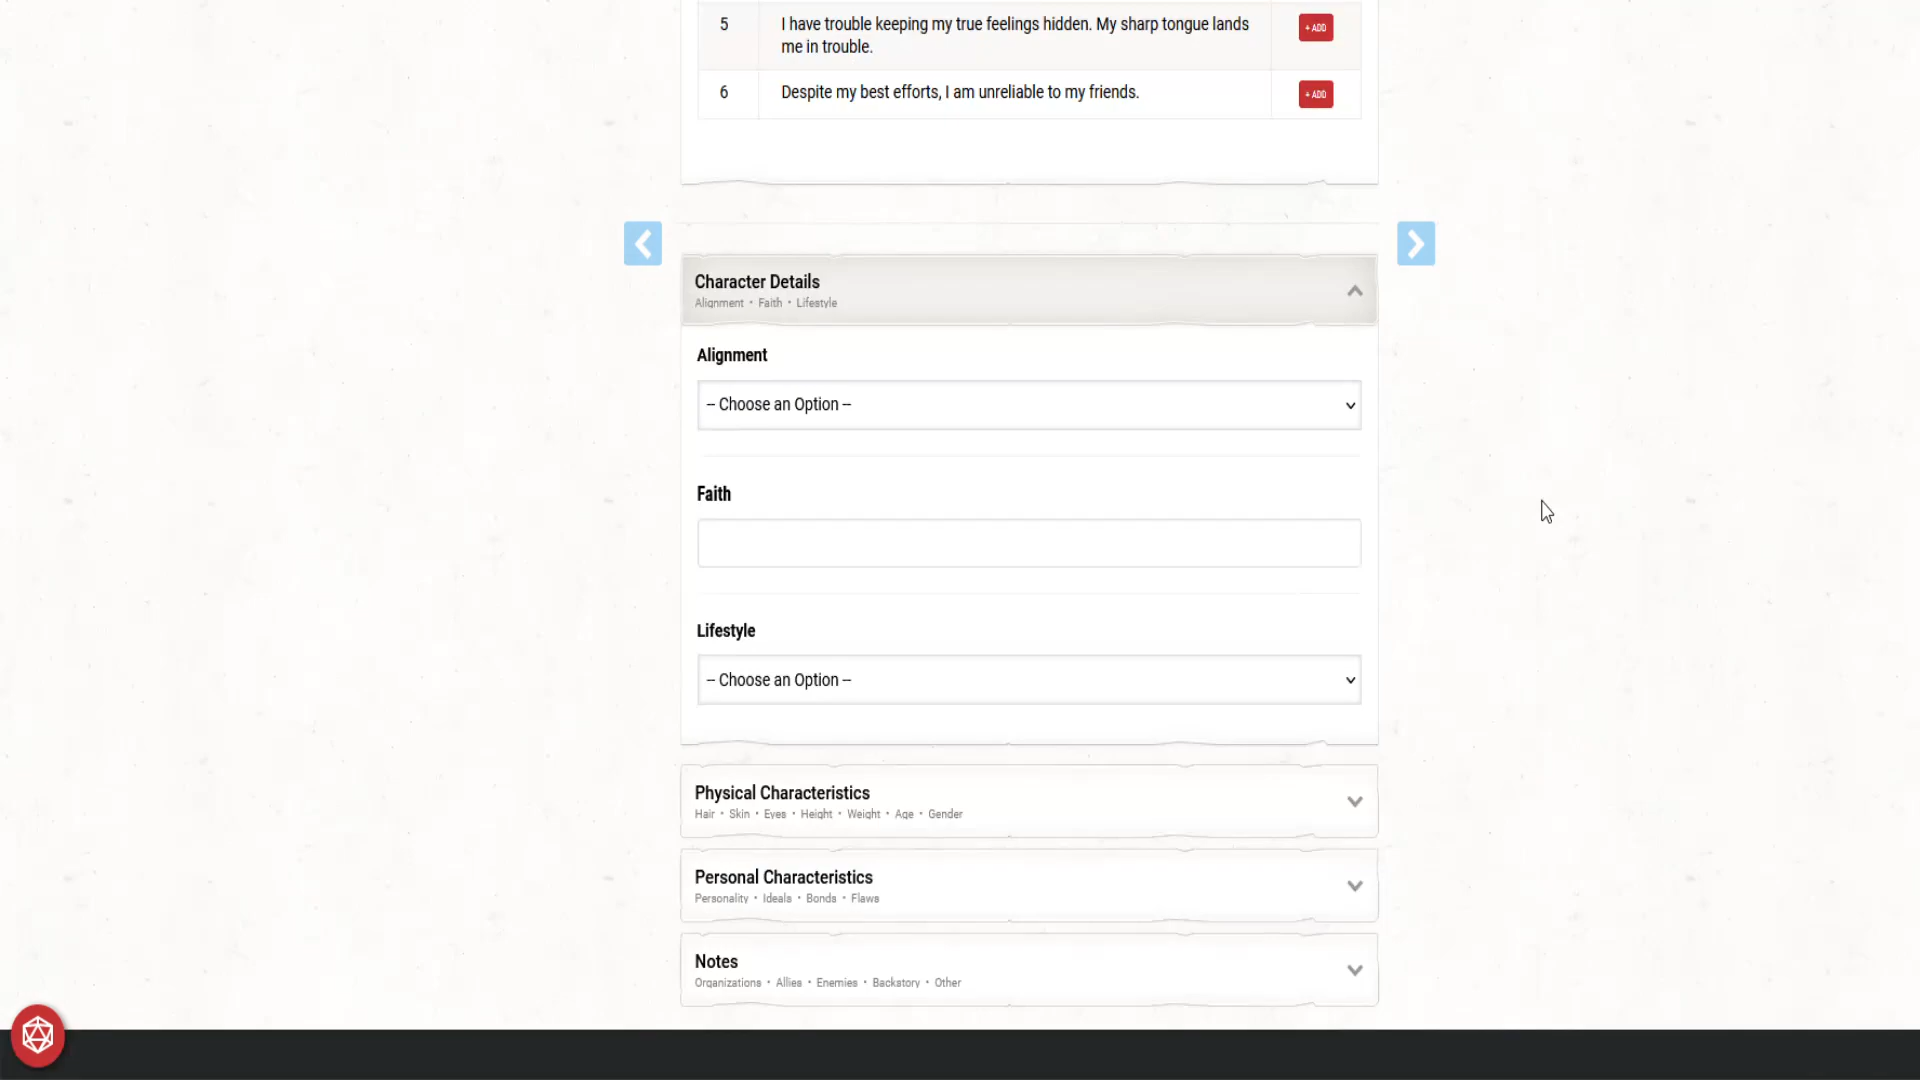 5
I have trouble keeping my true feelings hidden. My sharp tongue lands
me in trouble.
+ ADD
6
Despite my best efforts, I am unreliable to my friends.
+ ADD
Character Details
Alignment • Faith • Lifestyle
Alignment
-- Choose an Option --
Faith
Lifestyle
-- Choose an Option --
Physical Characteristics
Hair • Skin • Eyes • Height • Weight • Age • Gender
Personal Characteristics
Personality • Ideals • Bonds • Flaws
Notes
Organizations • Allies • Enemies • Backstory • Other